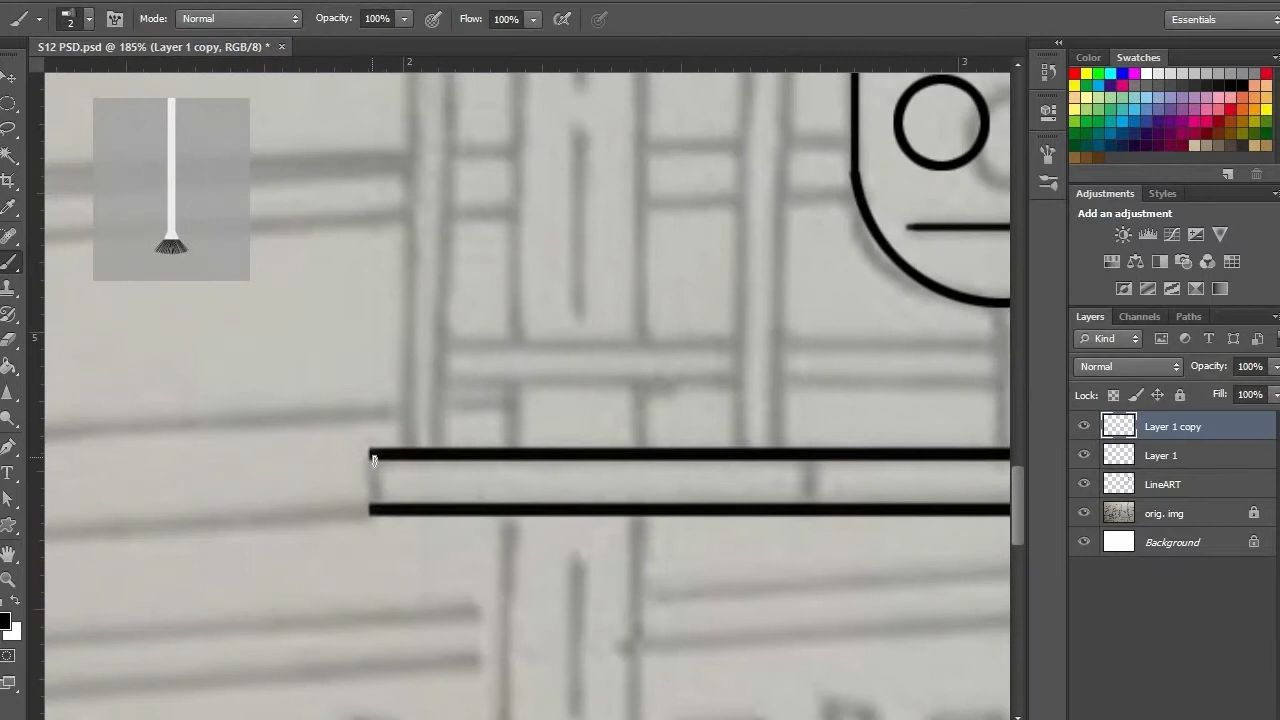 2
Mode: Normal Opacity: 100% Flow: 100% Essentials
S12 PSD.psd @ 185% (Layer 1 copy, RGB/8) * ×
2 3
5
Color Swatches
Adjustments Styles
Add an adjustment
Layers Channels Paths
Kind T
Normal Opacity: 100%
Lock: Fill: 100%
Layer 1 copy
Layer 1
LineART
orig. img
Background
T